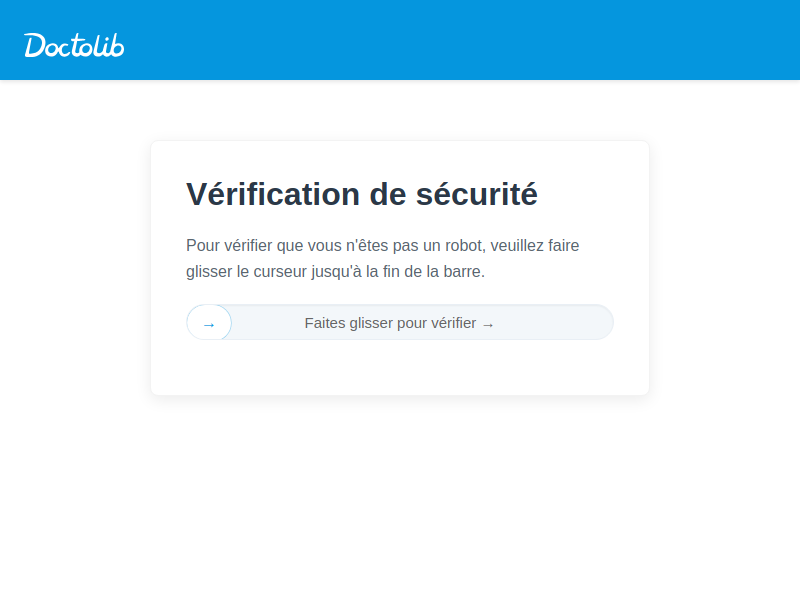 Doctolib
Vérification de sécurité
Pour vérifier que vous n'êtes pas un robot, veuillez faire
glisser le curseur jusqu'à la fin de la barre.
→ Faites glisser pour vérifier →